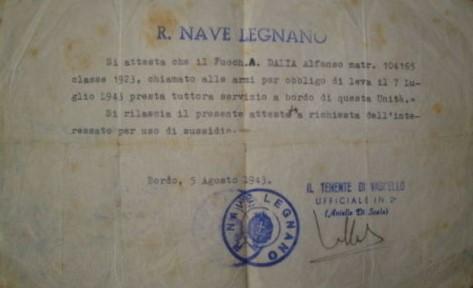 R. NAVE LEGNANO
Si attesta che il Fuoch.A. DALIA Alfonso matr. 104165
classe 1923, chiamato alle armi per obbligo di leva il 7 Lu-
glio 1943 presta tuttora servizio a bordo di questa Unità.=
Si rilascia il presente attestato a richiesta dell'inte-
ressato per uso di sussidio=
Bordo, 5 Agosto 1943.
IL TENENTE DI VASCELLO
UFFICIALE IN 2ª
(Aniello Di Scala)
R. NAVE LEGNANO